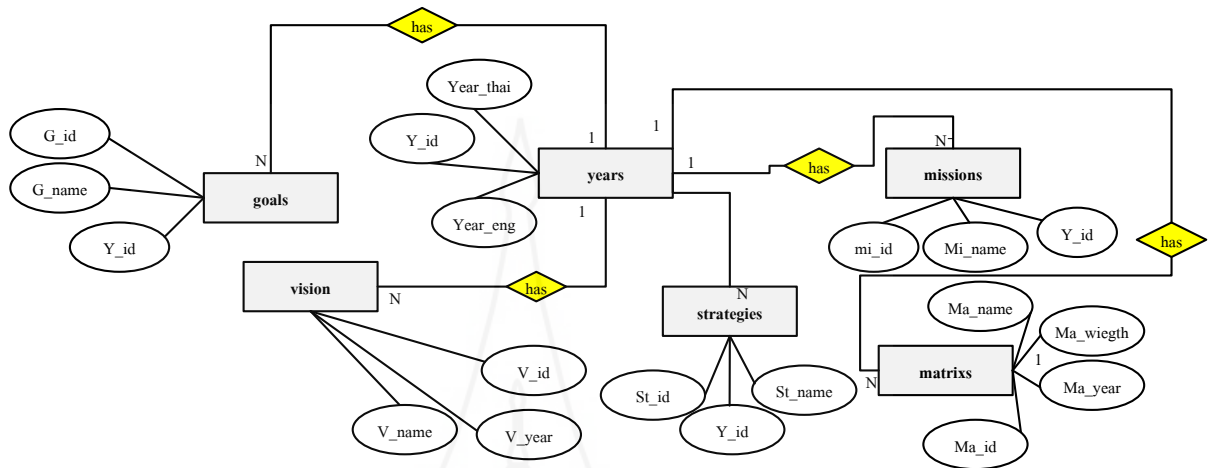 has
Year_thai
G_id
Y_id
1
1
N
N
1
has
years
missions
G_name
goals
1
Year_eng
Y_id
Y_id
mi_id
Mi_name
has
vision
N
has
N
strategies
Ma_name
Ma_wiegth
V_id
St_id
St_name
N
matrixs
1
Ma_year
V_name
V_year
Y_id
Ma_id